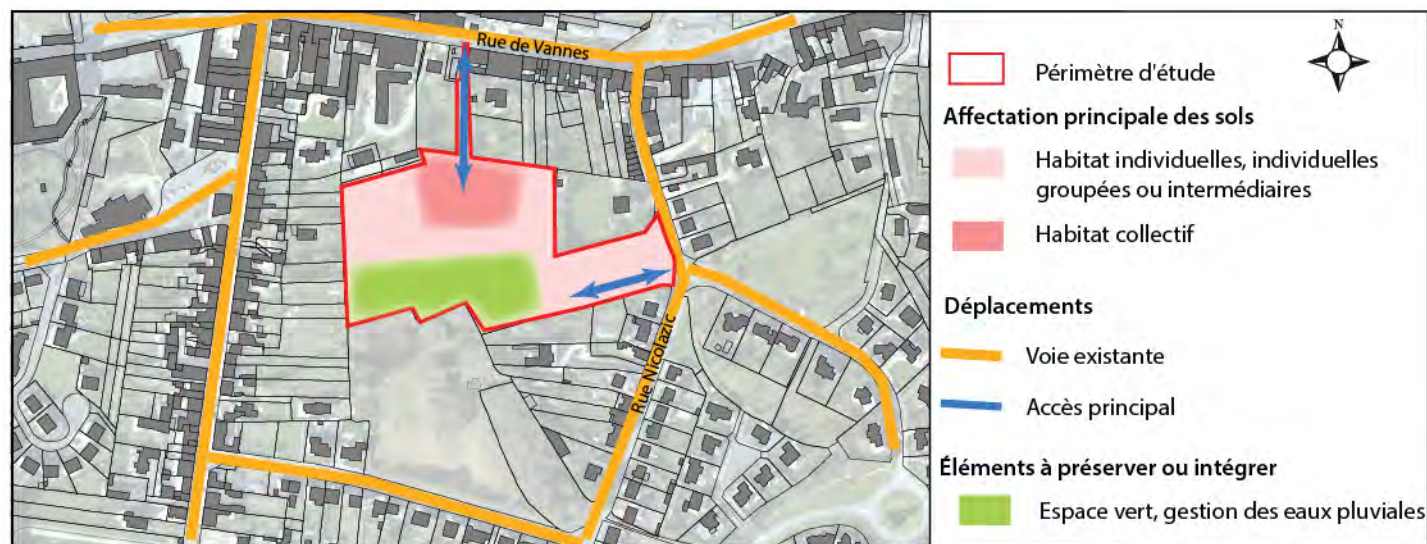 Rue de Vannes
Rue Nicolazic
N
Périmètre d'étude
Affectation principale des sols
Habitat individuelles, individuelles
groupées ou intermédiaires
Habitat collectif
Déplacements
Voie existante
Accès principal
Éléments à préserver ou intégrer
Espace vert, gestion des eaux pluviales